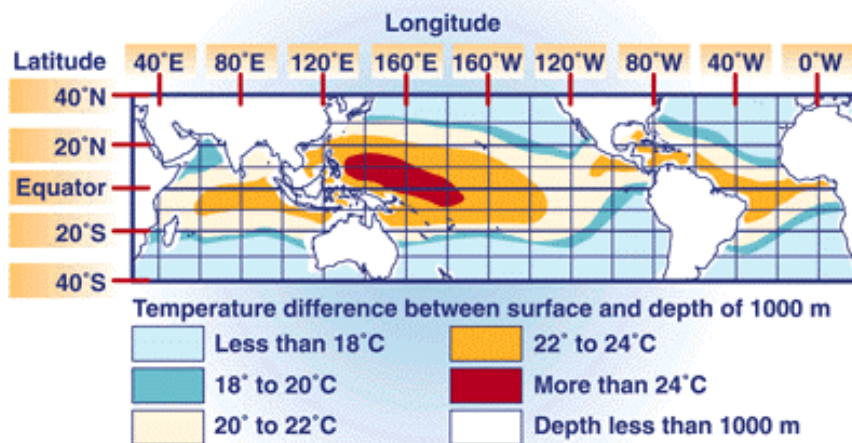 Longitude
Latitude 40˚E 80˚E 120˚E 160˚E 160˚W 120˚W 80˚W 40˚W 0˚W
40˚N
20˚N
Equator
20˚S
40˚S
Temperature difference between surface and depth of 1000 m
Less than 18˚C 22˚ to 24˚C
18˚ to 20˚C More than 24˚C
20˚ to 22˚C Depth less than 1000 m